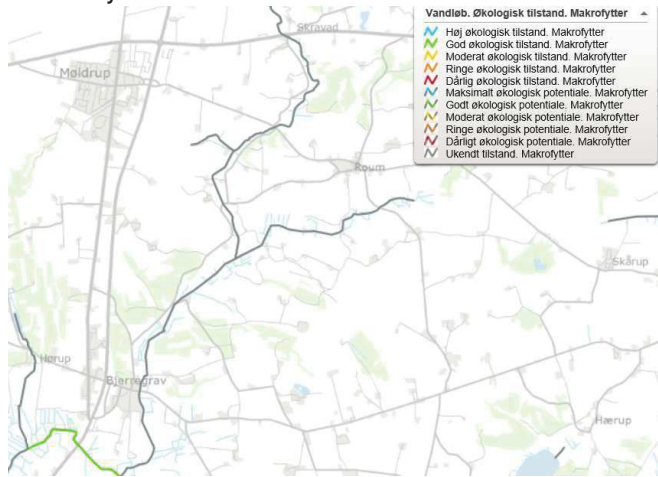 Vandløb. Økologisk tilstand. Makrofytter
Høj økologisk tilstand. Makrofytter
God økologisk tilstand. Makrofytter
Moderat økologisk tilstand. Makrofytter
Ringe økologisk tilstand. Makrofytter
Dårlig økologisk tilstand. Makrofytter
Maksimalt økologisk potentiale. Makrofytter
Godt økologisk potentiale. Makrofytter
Moderat økologisk potentiale. Makrofytter
Ringe økologisk potentiale. Makrofytter
Dårligt økologisk potentiale. Makrofytter
Ukendt tilstand. Makrofytter
Skravad
Møldrup
Roum
Skårup
Hørup
Bjerregrav
Hærup